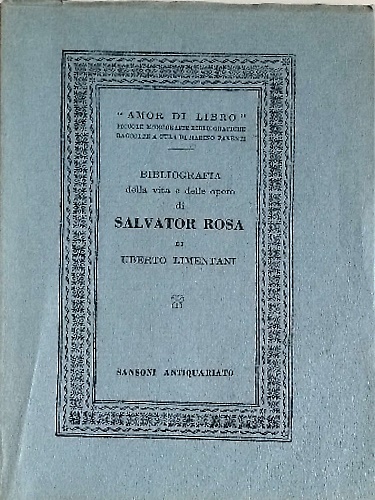 "AMOR DI LIBRO"
PICCOLE MONOGRAFIE BIBLIOGRAFICHE
RACCOLTE A CURA DI MARINO PARENTI
BIBLIOGRAFIA
della vita e delle opere
di
SALVATOR ROSA
DI
UBERTO LIMENTANI
SANSONI ANTIQUARIATO